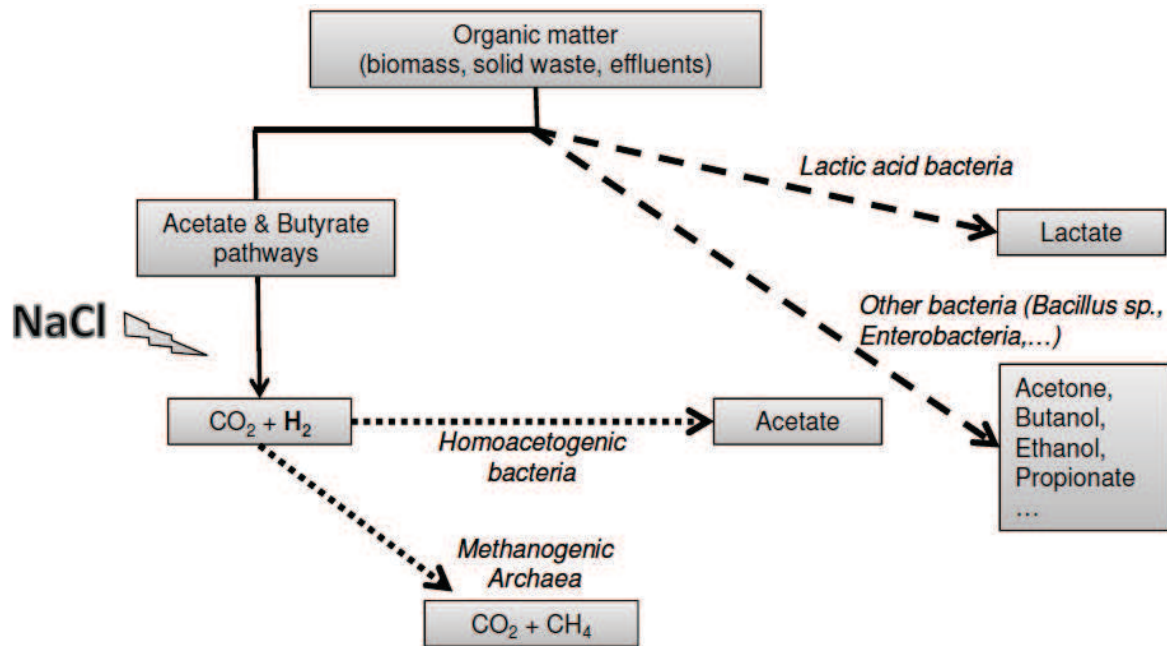 Organic matter
(biomass, solid waste, effluents)
Lactic acid bacteria
Acetate & Butyrate
pathways
Lactate
NaCl
Other bacteria (Bacillus sp.,
Enterobacteria,...)
CO₂ + H₂
Homoacetogenic
bacteria
Acetate
Acetone,
Butanol,
Ethanol,
Propionate
...
Methanogenic
Archaea
CO₂ + CH₄